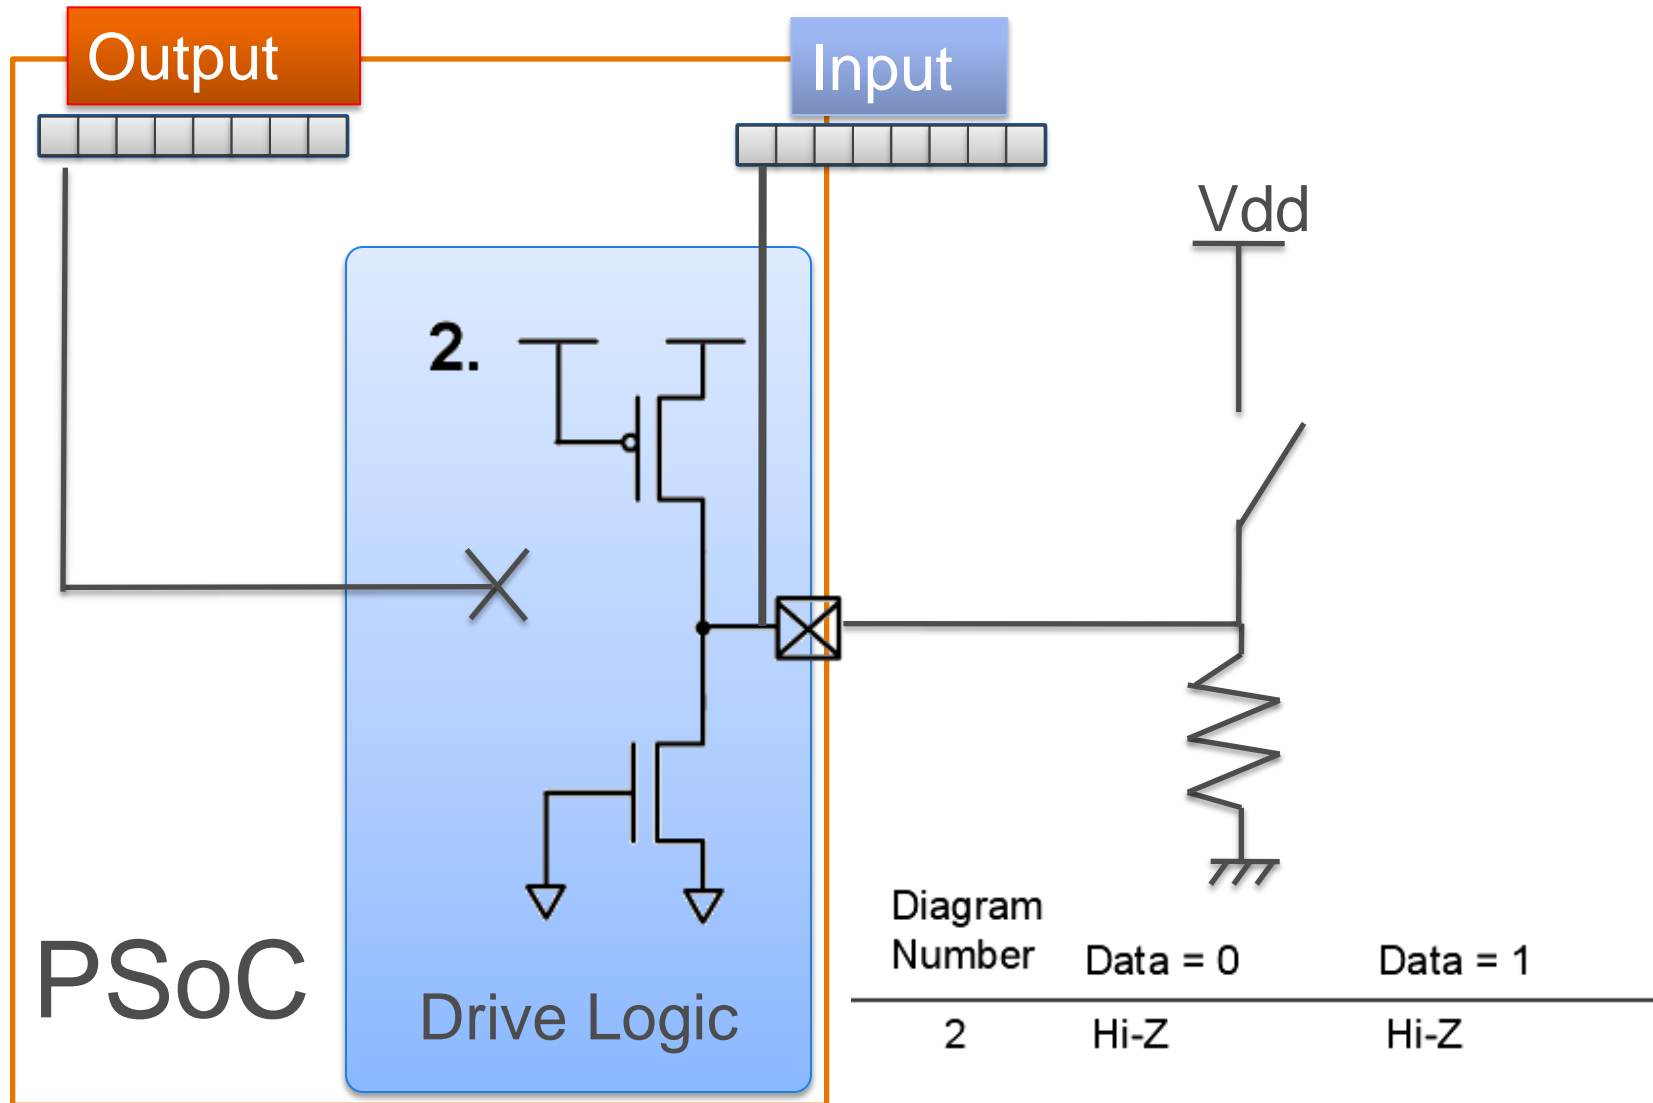 Output
Input
Vdd
2.
PSoC
Drive Logic
Diagram
Number Data = 0 Data = 1
2 Hi-Z Hi-Z